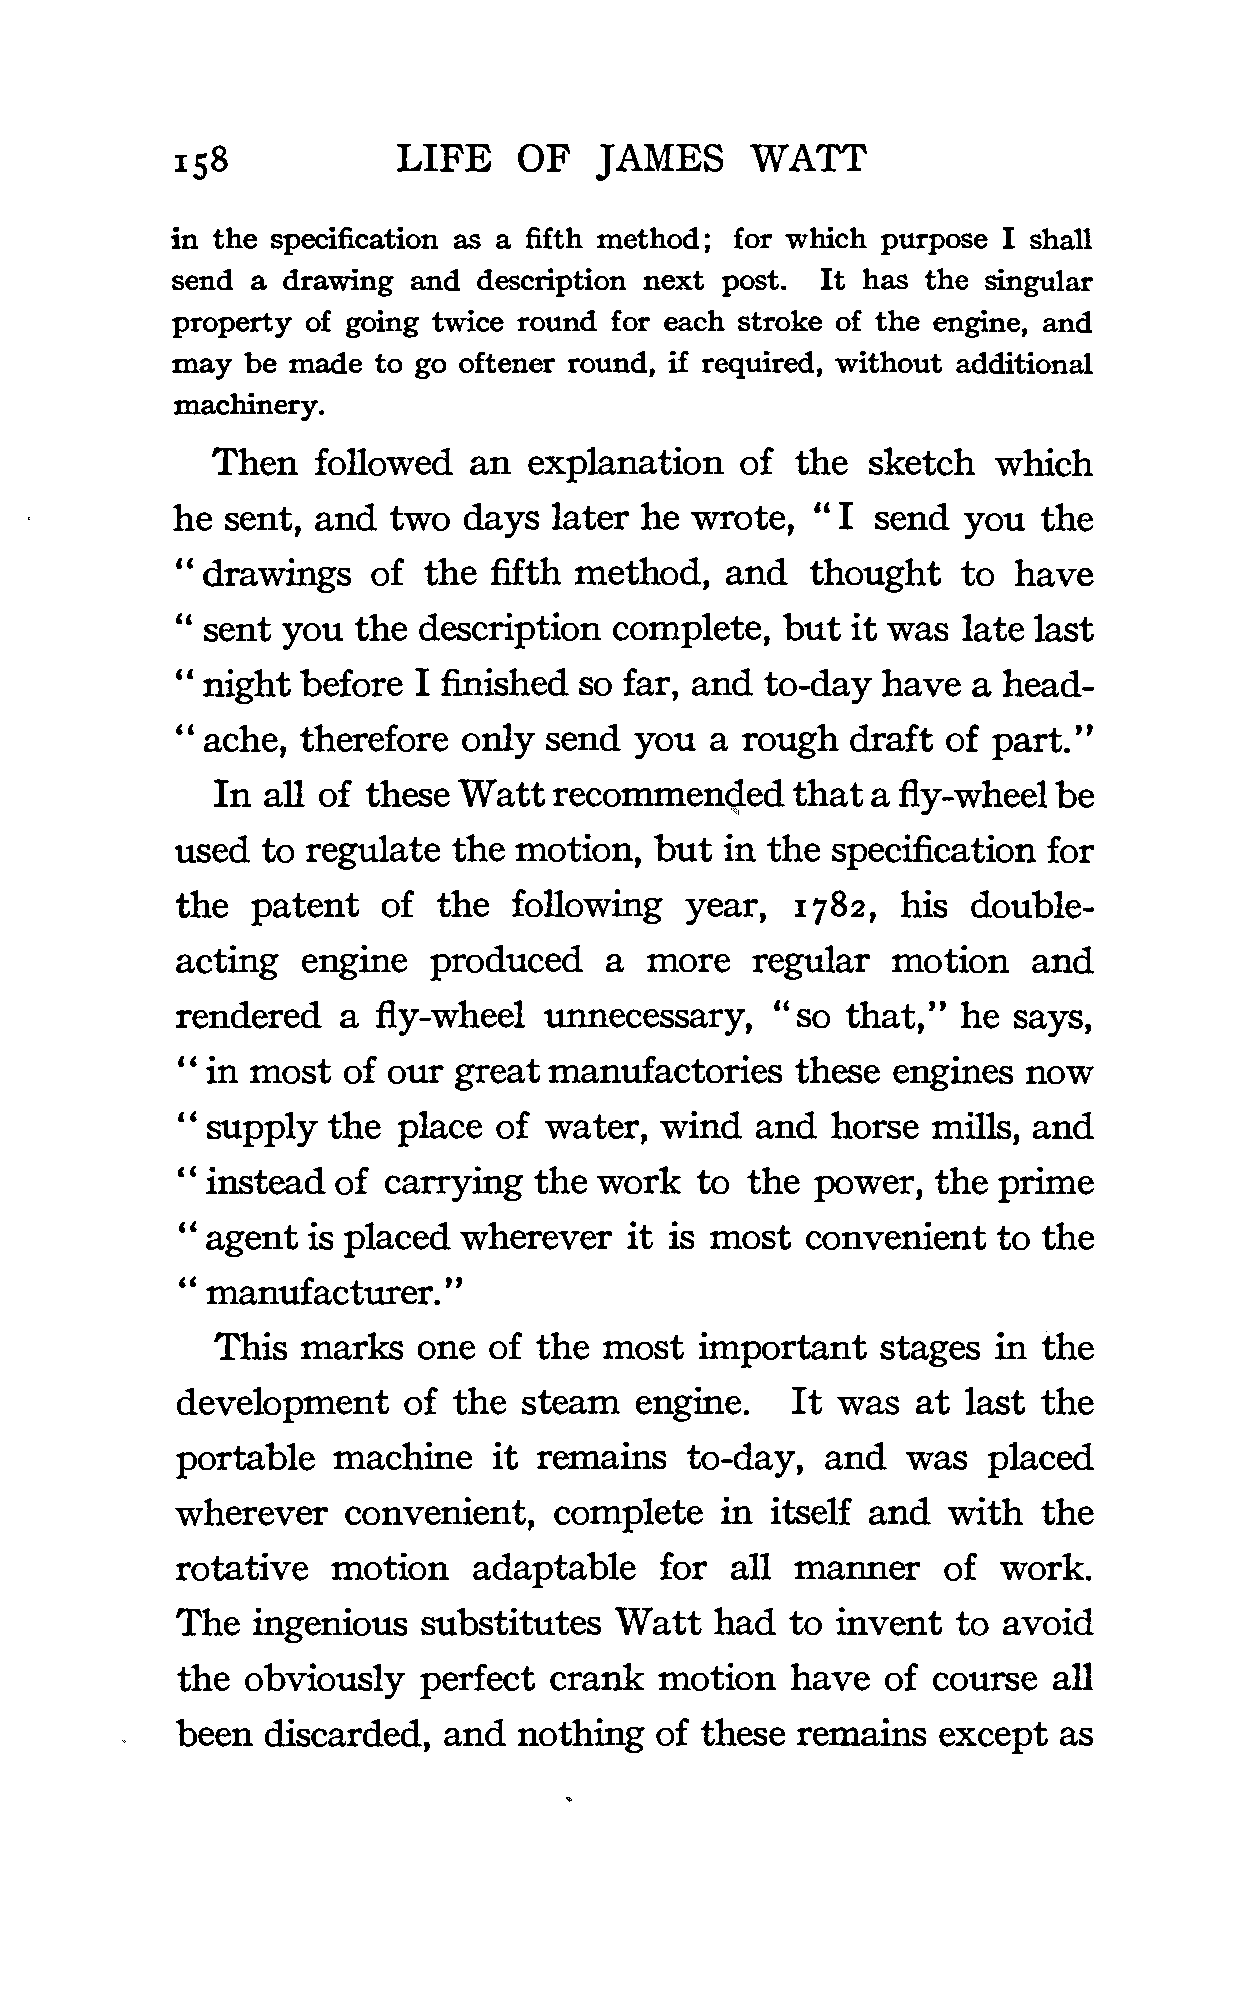 158 LIFE OF JAMES WATT
in the specification as a fifth method; for which purpose I shall
send a drawing and description next post. It has the singular
property of going twice round for each stroke of the engine, and
may be made to go oftener round, if required, without additional
machinery.
Then followed an explanation of the sketch which
he sent, and two days later he wrote, “I send you the
“drawings of the fifth method, and thought to have
“sent you the description complete, but it was late last
“night before I finished so far, and to-day have a head-
“ache, therefore only send you a rough draft of part.”
In all of these Watt recommended that a fly-wheel be
used to regulate the motion, but in the specification for
the patent of the following year, 1782, his double-
acting engine produced a more regular motion and
rendered a fly-wheel unnecessary, “so that,” he says,
“in most of our great manufactories these engines now
“supply the place of water, wind and horse mills, and
“instead of carrying the work to the power, the prime
“agent is placed wherever it is most convenient to the
“manufacturer.”
This marks one of the most important stages in the
development of the steam engine. It was at last the
portable machine it remains to-day, and was placed
wherever convenient, complete in itself and with the
rotative motion adaptable for all manner of work.
The ingenious substitutes Watt had to invent to avoid
the obviously perfect crank motion have of course all
been discarded, and nothing of these remains except as